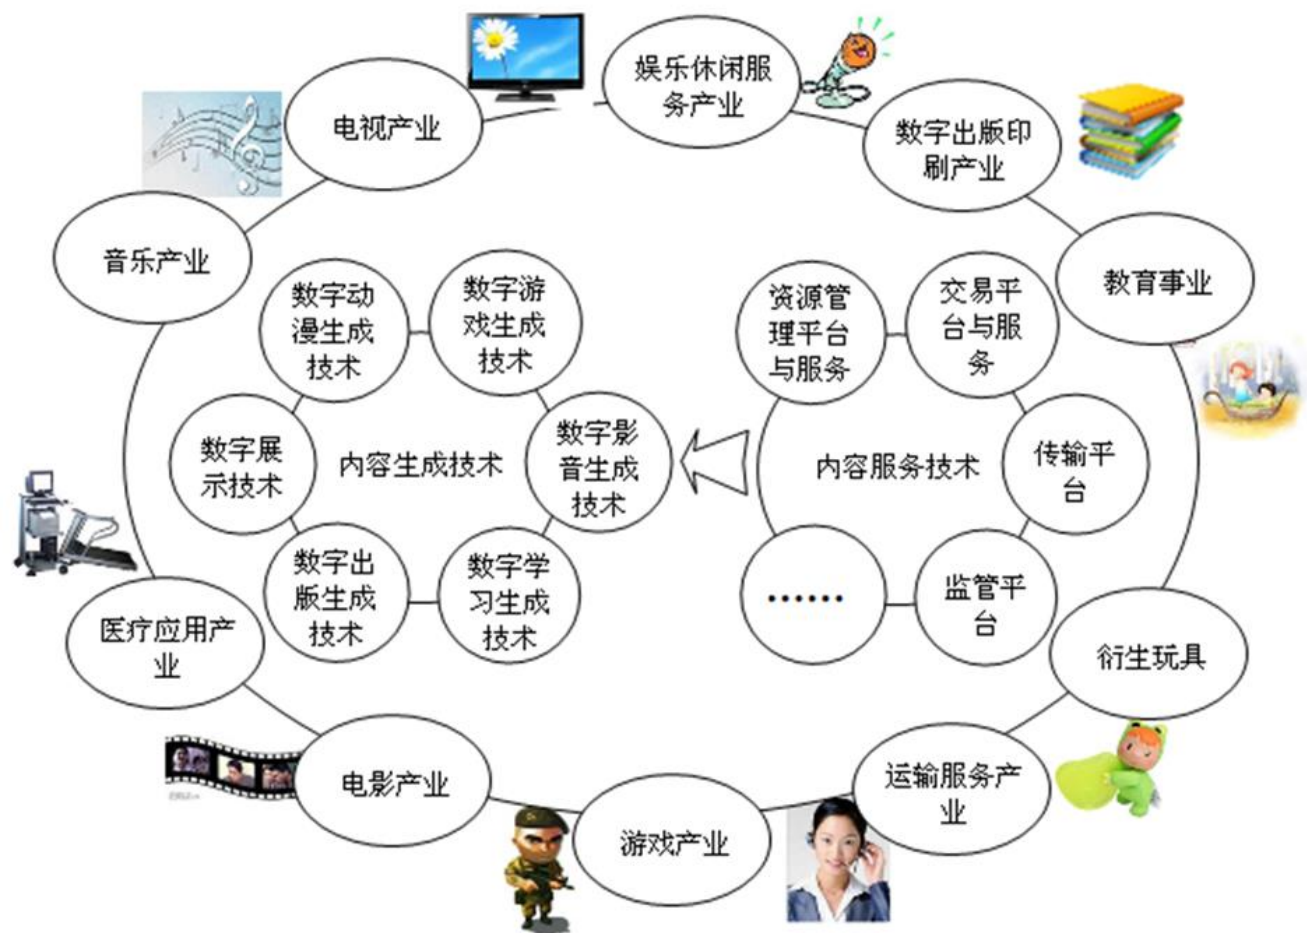 娱乐休闲服
务产业
电视产业
数字出版印
刷产业
音乐产业
教育事业
数字动
漫生成
技术
数字游
戏生成
技术
资源管
理平台
与服务
交易平
台与服
务
数字展
示技术
内容生成技术
数字影
音生成
技术
内容服务技术
传输平
台
数字出
版生成
技术
数字学
习生成
技术
......
监管平
台
医疗应用产
业
衍生玩具
电影产业
游戏产业
运输服务产
业